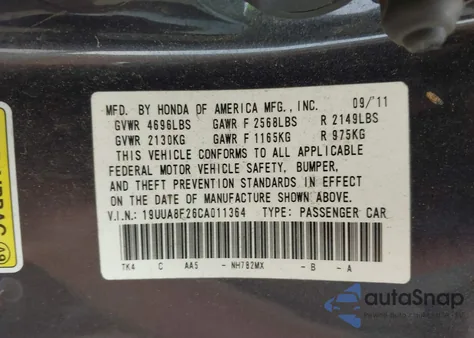 MFD. BY HONDA OF AMERICA MFG., INC. 09/'11
GVWR 4696LBS GAWR F 2568LBS R 2149LBS
GVWR 2130KG GAWR F 1165KG R 975KG
THIS VEHICLE CONFORMS TO ALL APPLICABLE
FEDERAL MOTOR VEHICLE SAFETY, BUMPER,
AND THEFT PREVENTION STANDARDS IN EFFECT
ON THE DATE OF MANUFACTURE SHOWN ABOVE.
V.I.N: 19UUA8F26CA011364 TYPE: PASSENGER CAR
TK4 C AA5 - NH782MX - B - A
autoSnap